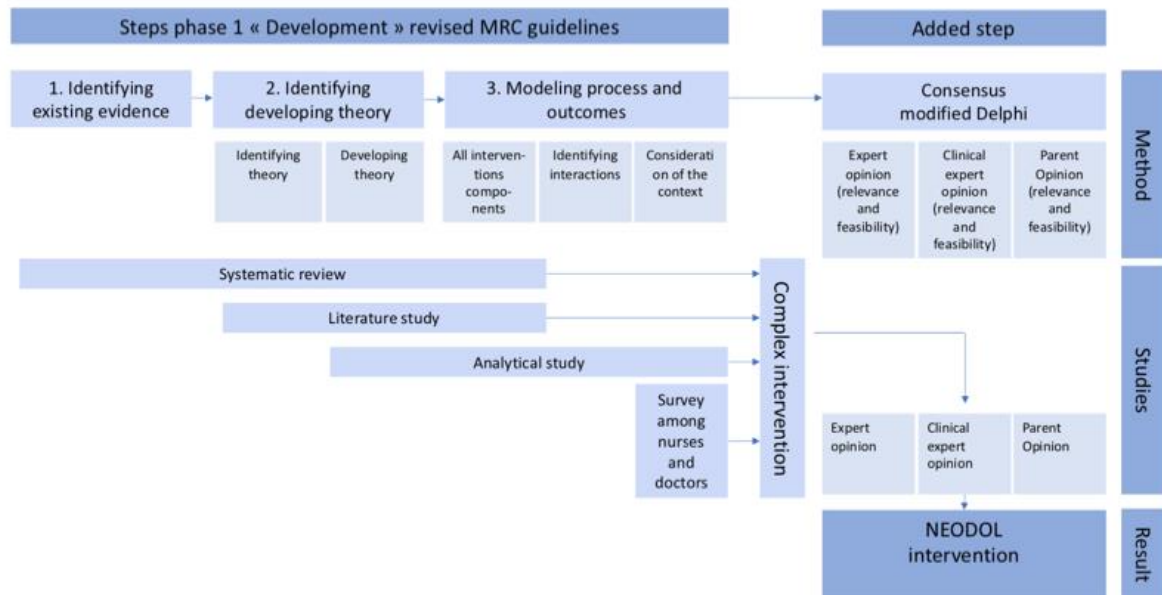 Steps phase 1 « Development » revised MRC guidelines
Added step
1. Identifying
existing evidence
2. Identifying
developing theory
3. Modeling process and
outcomes
Consensus
modified Delphi
Method
Identifying
theory
Developing
theory
All interven-
tions
compo-
nents
Identifying
interactions
Considerati
on of the
context
Expert
opinion
(relevance
and
feasibility)
Clinical
expert
opinion
(relevance
and
feasibility)
Parent
Opinion
(relevance
and
feasibility)
Systematic review
Literature study
Analytical study
Survey
among
nurses
and
doctors
Complex intervention
Expert
opinion
Clinical
expert
opinion
Parent
Opinion
Studies
NEODOL
intervention
Result